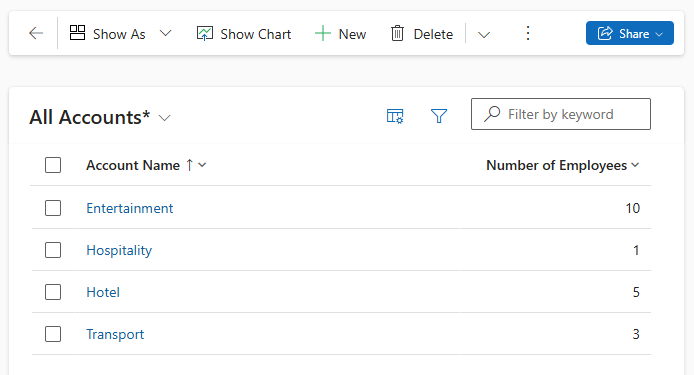 Show As Show Chart New Delete Share
All Accounts* Filter by keyword
Account Name Number of Employees
Entertainment 10
Hospitality 1
Hotel 5
Transport 3